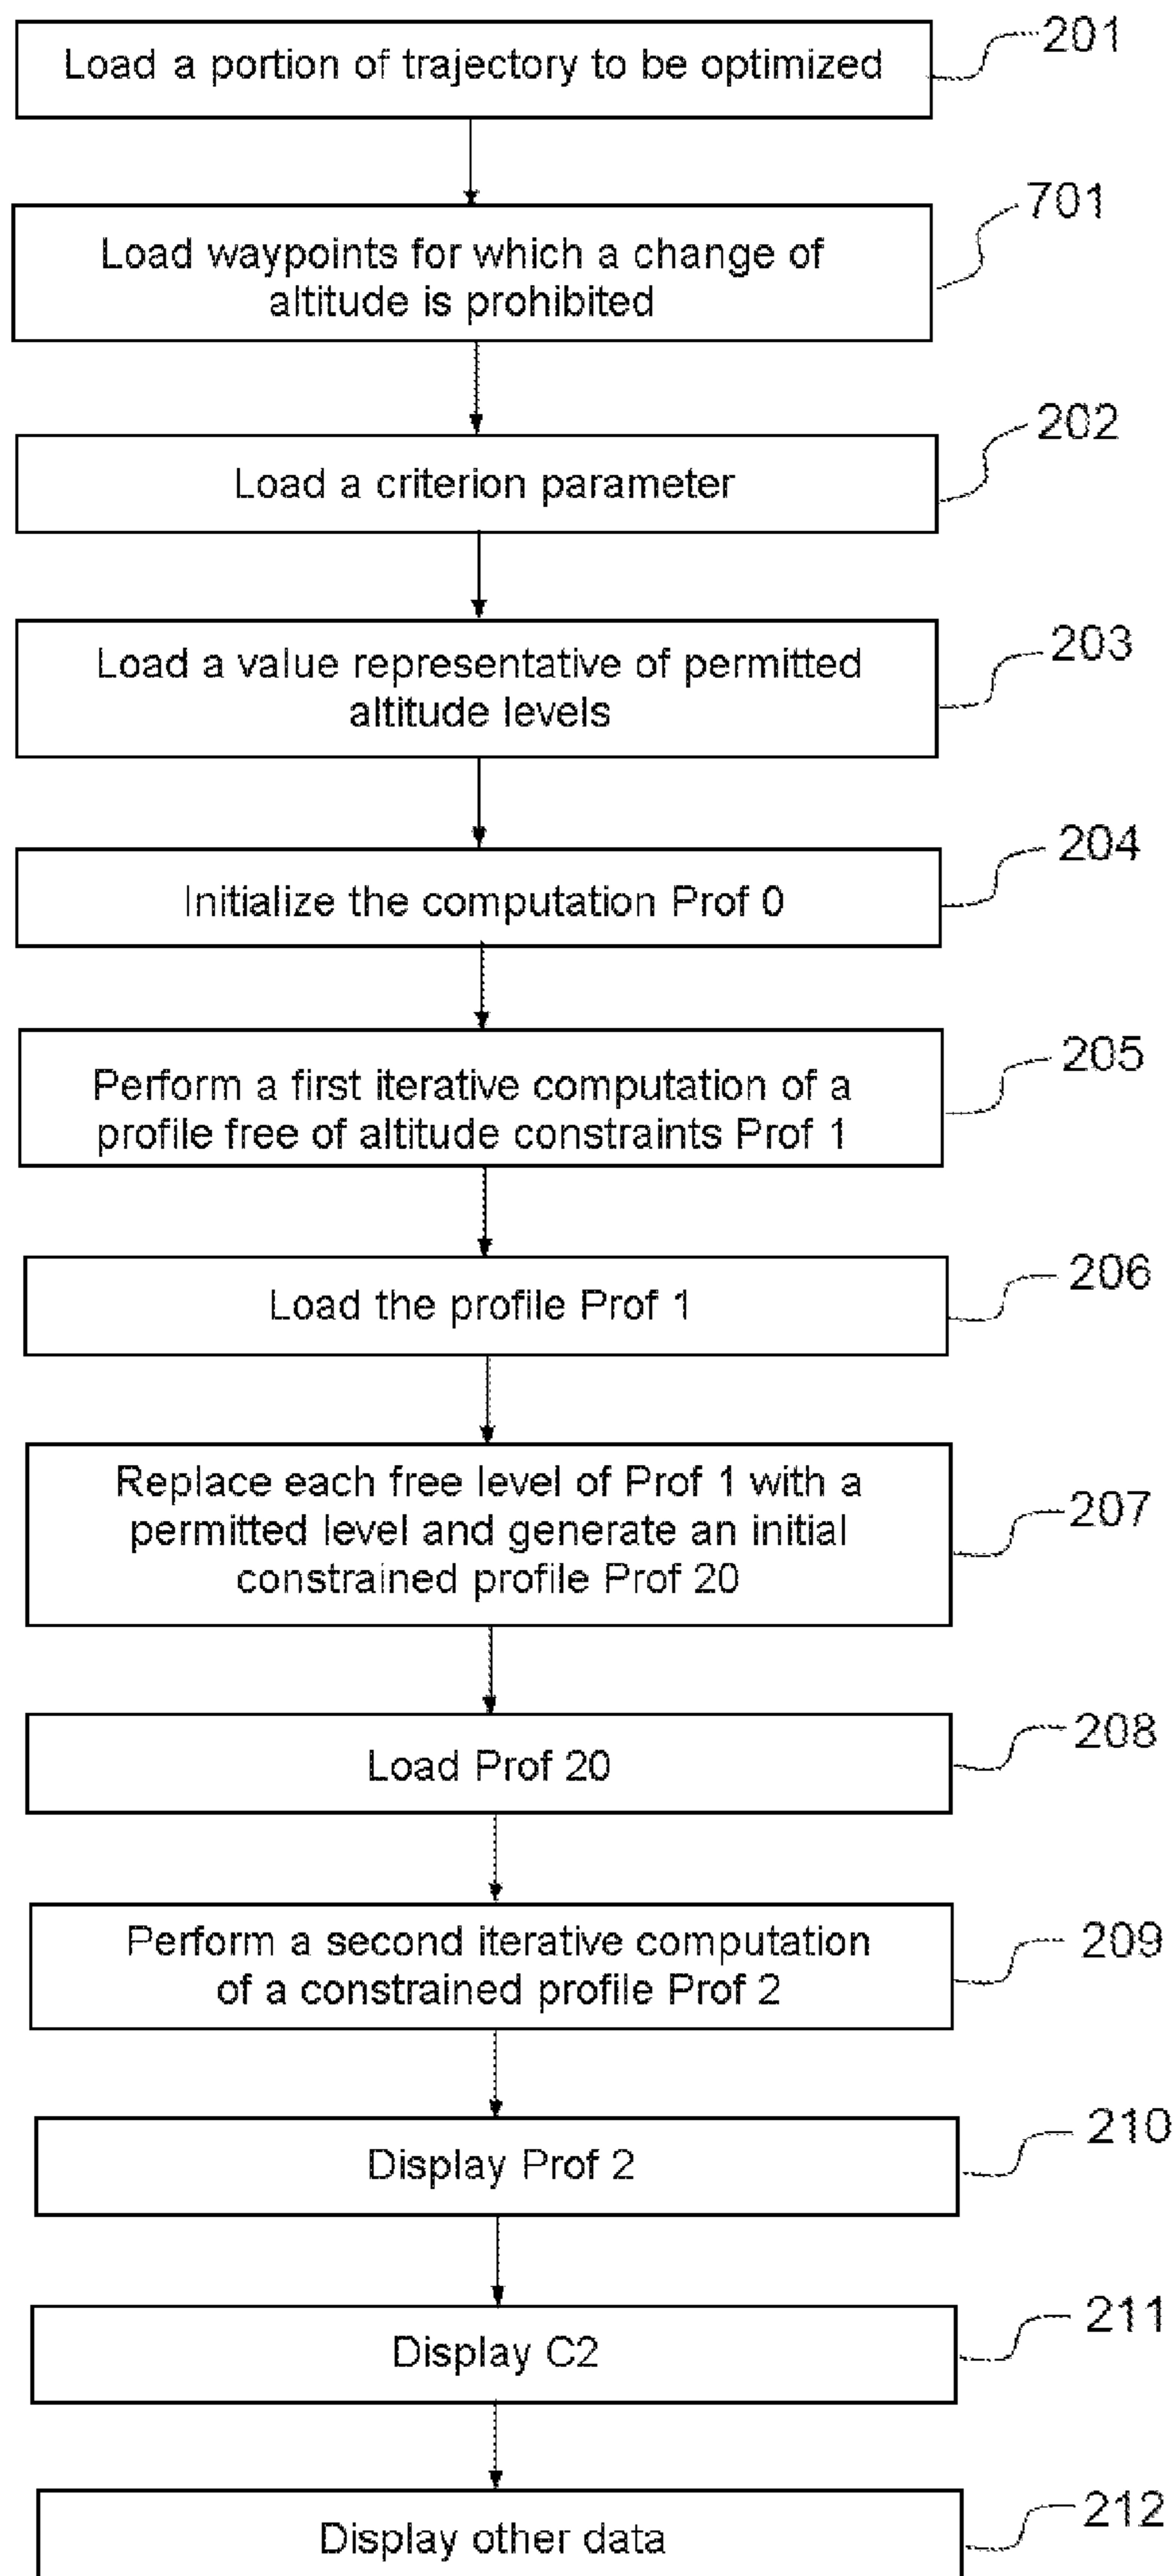 Load a portion of trajectory to be optimized
201
701
Load waypoints for which a change of
altitude is prohibited
202
Load a criterion parameter
203
Load a value representative of permitted
altitude levels
204
Initialize the computation Prof 0
205
Perform a first iterative computation of a
profile free of altitude constraints Prof 1
206
Load the profile Prof 1
Replace each free level of Prof 1 with a
207
permitted level and generate an initial
constrained profile Prof 20
208
Load Prof 20
Perform a second iterative computation
209
of a constrained profile Prof 2
210
Display Prof 2
211
Display C2
212
Display other data